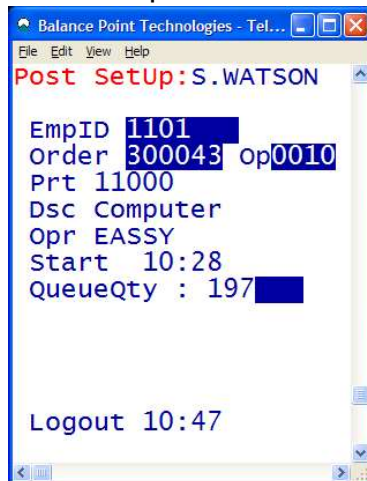 Balance Point Technologies - Tel...
File Edit View Help
Post SetUp:S.WATSON
EmpID 1101
Order 300043 Op0010
Prt 11000
Dsc Computer
Opr EASSY
Start 10:28
QueueQty : 197
Logout 10:47